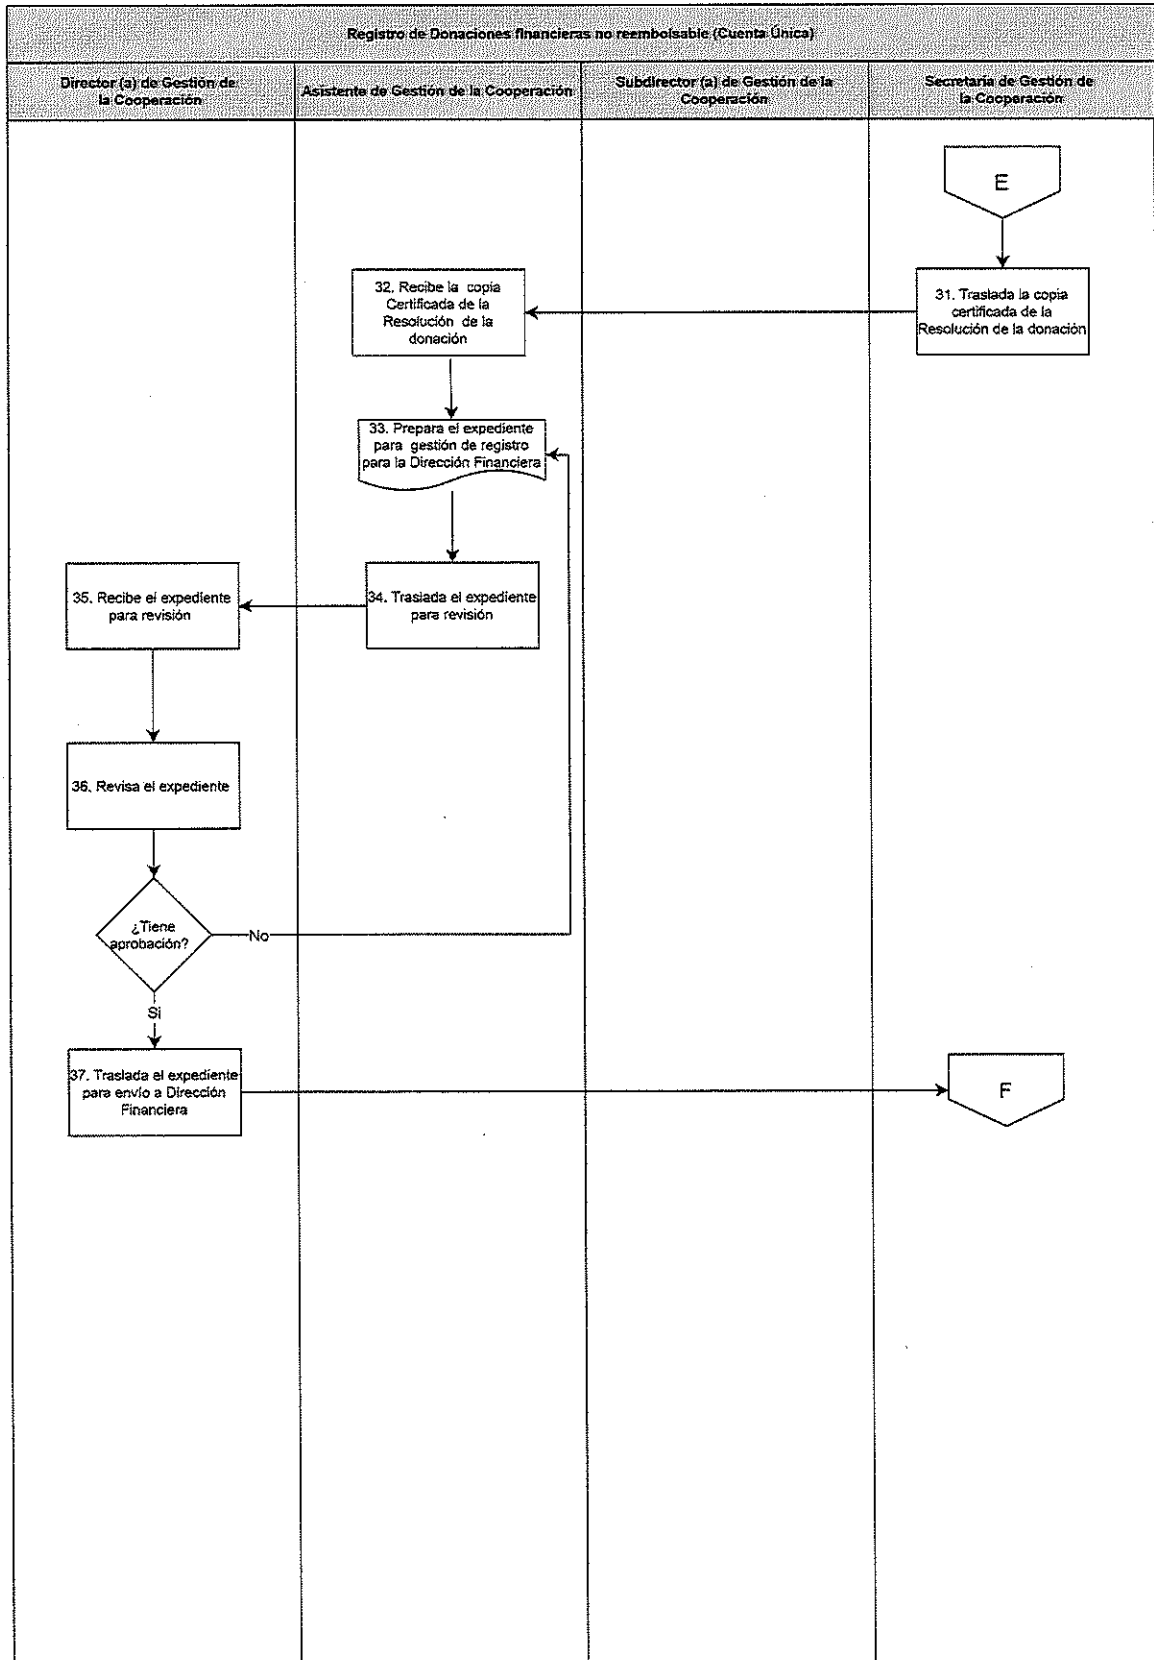 Registro de Donaciones financieras no reembolsable (Cuenta Única)
Director (a) de Gestión de
la Cooperación
Asistente de Gestión de la Cooperación
Subdirector (a) de Gestión de la
Cooperación
Secretaria de Gestión de
la Cooperación
E
31. Traslada la copia
certificada de la
Resolución de la donación
32. Recibe la copia
Certificada de la
Resolución de la
donación
33. Prepara el expediente
para gestión de registro
para la Dirección Financiera
34. Traslada el expediente
para revisión
35. Recibe el expediente
para revisión
36. Revisa el expediente
¿Tiene
aprobación?
No
Si
37. Traslada el expediente
para envío a Dirección
Financiera
F